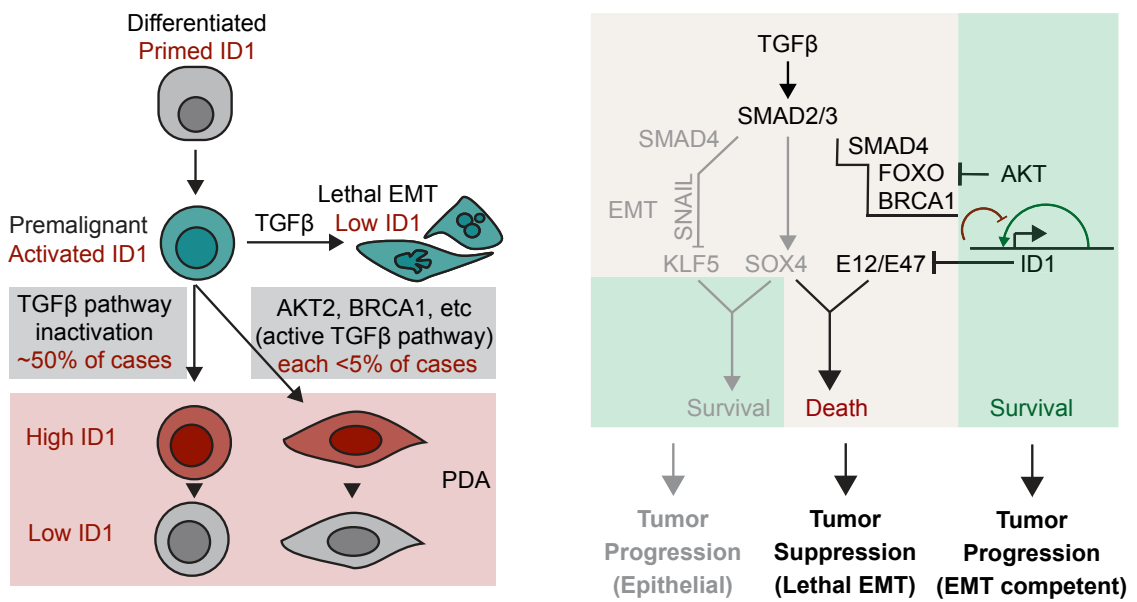 Differentiated
Primed ID1
Premalignant
Activated ID1
TGFβ
Lethal EMT
Low ID1
TGFβ pathway
inactivation
~50% of cases
AKT2, BRCA1, etc
(active TGFβ pathway)
each <5% of cases
High ID1
PDA
Low ID1
TGFβ
SMAD2/3
SMAD4
SMAD4
FOXO
BRCA1
AKT
EMT
SNAIL
KLF5
SOX4
E12/E47
ID1
Survival
Death
Survival
Tumor
Progression
(Epithelial)
Tumor
Suppression
(Lethal EMT)
Tumor
Progression
(EMT competent)